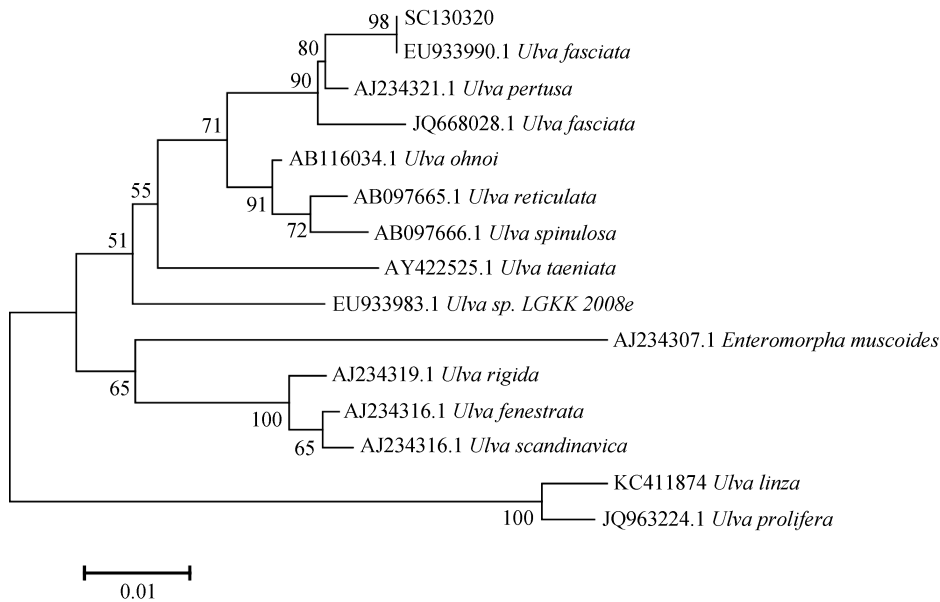 98
SC130320
EU933990.1 Ulva fasciata
80
AJ234321.1 Ulva pertusa
90
JQ668028.1 Ulva fasciata
71
AB116034.1 Ulva ohnoi
91
AB097665.1 Ulva reticulata
72
AB097666.1 Ulva spinulosa
55
AY422525.1 Ulva taeniata
51
EU933983.1 Ulva sp. LGKK 2008e
AJ234307.1 Enteromorpha muscoides
65
AJ234319.1 Ulva rigida
100
AJ234316.1 Ulva fenestrata
65
AJ234316.1 Ulva scandinavica
KC411874 Ulva linza
100
JQ963224.1 Ulva prolifera
0.01